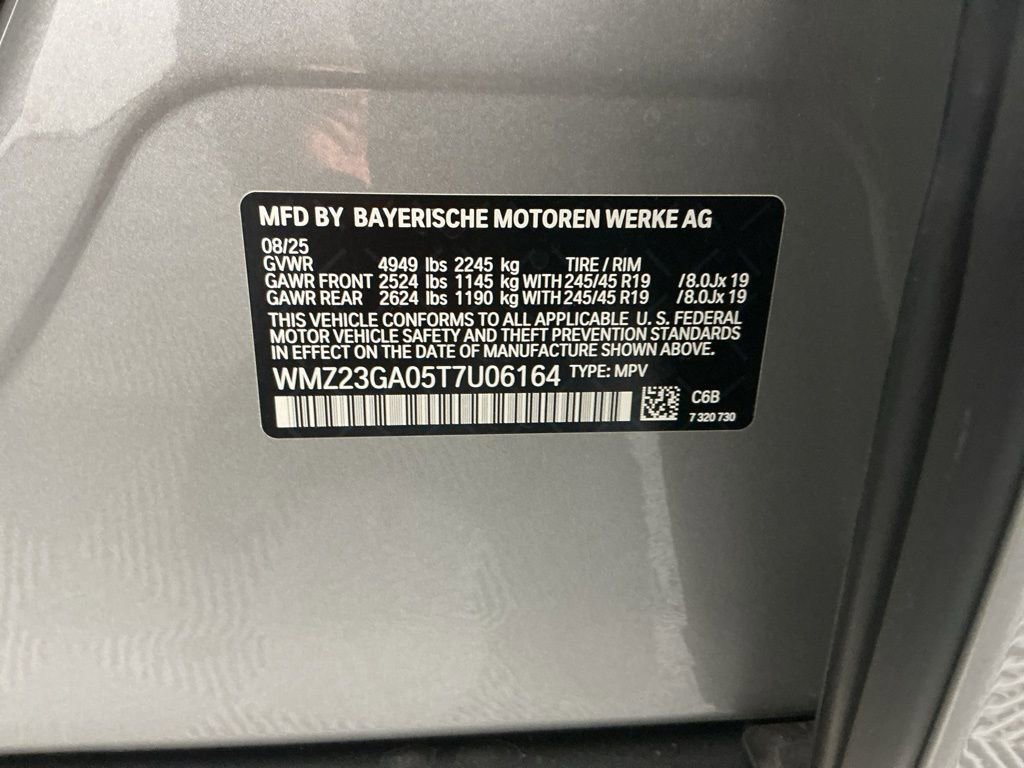 MFD BY BAYERISCHE MOTOREN WERKE AG
08/25
GVWR 4949 lbs 2245 kg TIRE / RIM
GAWR FRONT 2524 lbs 1145 kg WITH 245/45 R19 /8.0Jx 19
GAWR REAR 2624 lbs 1190 kg WITH 245/45 R19 /8.0Jx 19
THIS VEHICLE CONFORMS TO ALL APPLICABLE U. S. FEDERAL
MOTOR VEHICLE SAFETY AND THEFT PREVENTION STANDARDS
IN EFFECT ON THE DATE OF MANUFACTURE SHOWN ABOVE.
WMZ23GA05T7U06164 TYPE: MPV
C6B
7 320 730